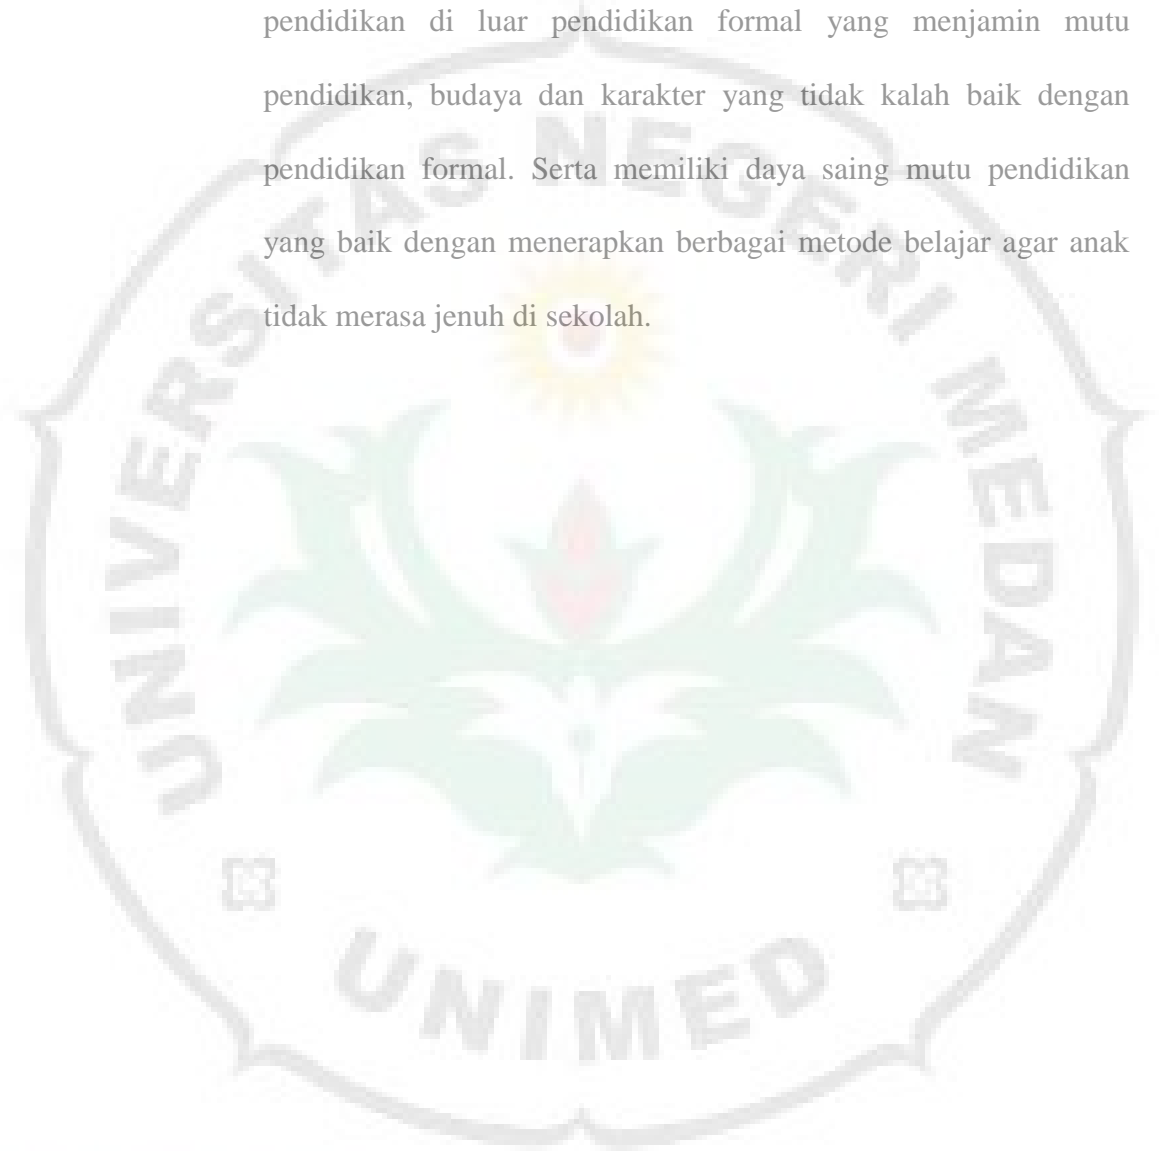 pendidikan di luar pendidikan formal yang menjamin mutu
pendidikan, budaya dan karakter yang tidak kalah baik dengan
pendidikan formal. Serta memiliki daya saing mutu pendidikan
yang baik dengan menerapkan berbagai metode belajar agar anak
tidak merasa jenuh di sekolah.
UNIVERSITAS NEGERI MEDAN
UNIMED